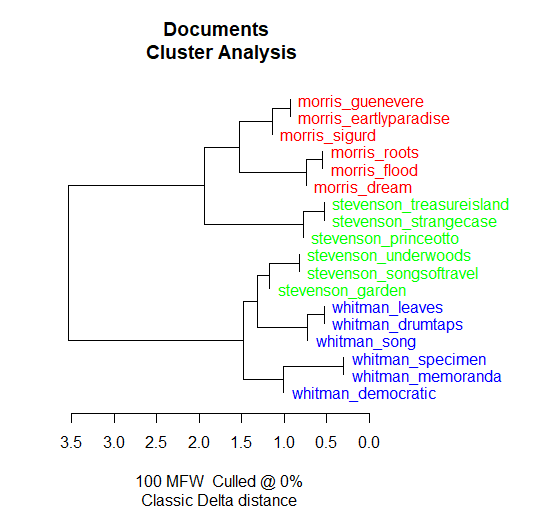 Documents
Cluster Analysis
morris_guenevere
morris_eartlyparadise
morris_sigurd
morris_roots
morris_flood
morris_dream
stevenson_treasureisland
stevenson_strangecase
stevenson_princeotto
stevenson_underwoods
stevenson_songsoftravel
stevenson_garden
whitman_leaves
whitman_drumtaps
whitman_song
whitman_specimen
whitman_memoranda
whitman_democratic
3.5 3.0 2.5 2.0 1.5 1.0 0.5 0.0
100 MFW Culled @ 0%
Classic Delta distance